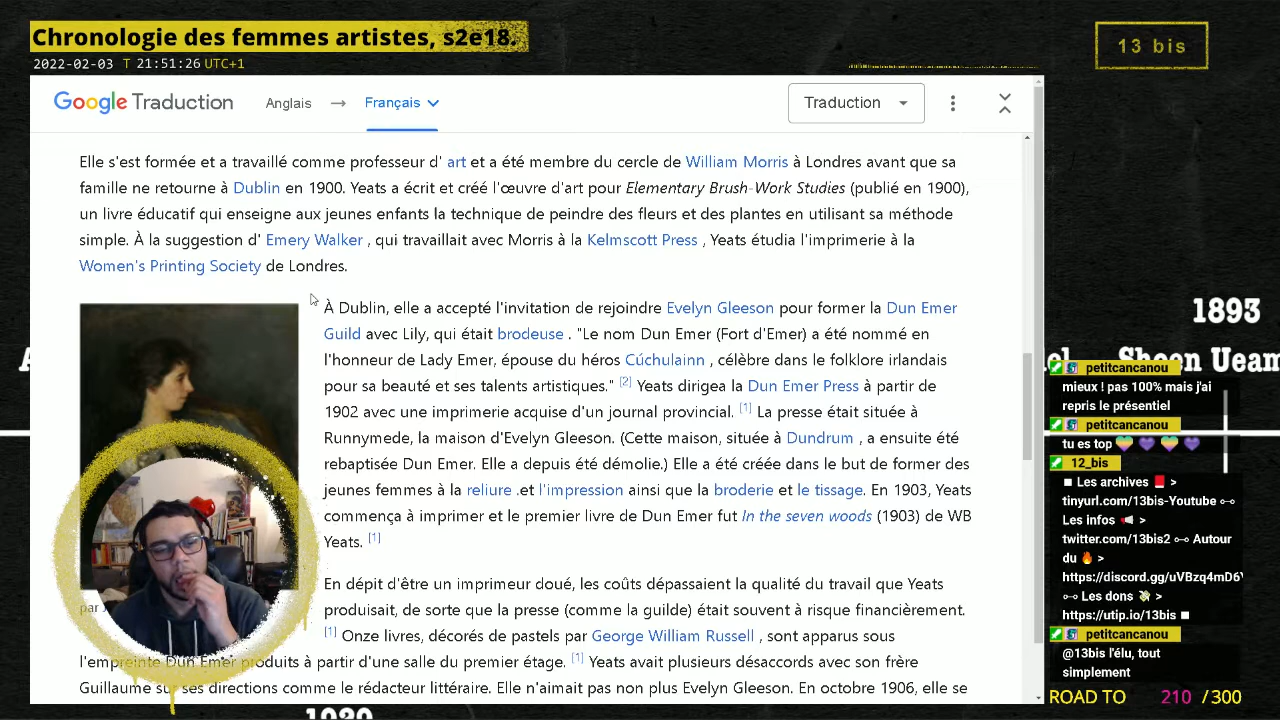 Chronologie des femmes artistes, s2e18.
2022-02-03 T 21:51:26 UTC+1
13 bis
Google Traduction
Anglais → Français
Traduction
Elle s'est formée et a travaillé comme professeur d' art et a été membre du cercle de William Morris à Londres avant que sa
famille ne retourne à Dublin en 1900. Yeats a écrit et créé l'œuvre d'art pour Elementary Brush-Work Studies (publié en 1900),
un livre éducatif qui enseigne aux jeunes enfants la technique de peindre des fleurs et des plantes en utilisant sa méthode
simple. À la suggestion d' Emery Walker , qui travaillait avec Morris à la Kelmscott Press , Yeats étudia l'imprimerie à la
Women's Printing Society de Londres.
À Dublin, elle a accepté l'invitation de rejoindre Evelyn Gleeson pour former la Dun Emer
Guild avec Lily, qui était brodeuse . "Le nom Dun Emer (Fort d'Emer) a été nommé en
l'honneur de Lady Emer, épouse du héros Cúchulainn , célèbre dans le folklore irlandais
pour sa beauté et ses talents artistiques." [2] Yeats dirigea la Dun Emer Press à partir de
1902 avec une imprimerie acquise d'un journal provincial. [1] La presse était située à
Runnymede, la maison d'Evelyn Gleeson. (Cette maison, située à Dundrum , a ensuite été
rebaptisée Dun Emer. Elle a depuis été démolie.) Elle a été créée dans le but de former des
jeunes femmes à la reliure .et l'impression ainsi que la broderie et le tissage. En 1903, Yeats
commença à imprimer et le premier livre de Dun Emer fut In the seven woods (1903) de WB
Yeats. [1]
En dépit d'être un imprimeur doué, les coûts dépassaient la qualité du travail que Yeats
par
produisait, de sorte que la presse (comme la guilde) était souvent à risque financièrement.
[1] Onze livres, décorés de pastels par George William Russell , sont apparus sous
l'empreinte Dun Emer produits à partir d'une salle du premier étage. [1] Yeats avait plusieurs désaccords avec son frère
Guillaume sur ses directions comme le rédacteur littéraire. Elle n'aimait pas non plus Evelyn Gleeson. En octobre 1906, elle se
1893
petitcancanou
mieux ! pas 100% mais j'ai
repris le présentiel
petitcancanou
tu es top
12_bis
Les archives >
tinyurl.com/13bis-Youtube
Les infos >
twitter.com/13bis2 Autour
du >
https://discord.gg/uVBzq4mD6
Les dons >
https://utip.io/13bis
petitcancanou
@13bis l'élu, tout
simplement
ROAD TO 210 / 300